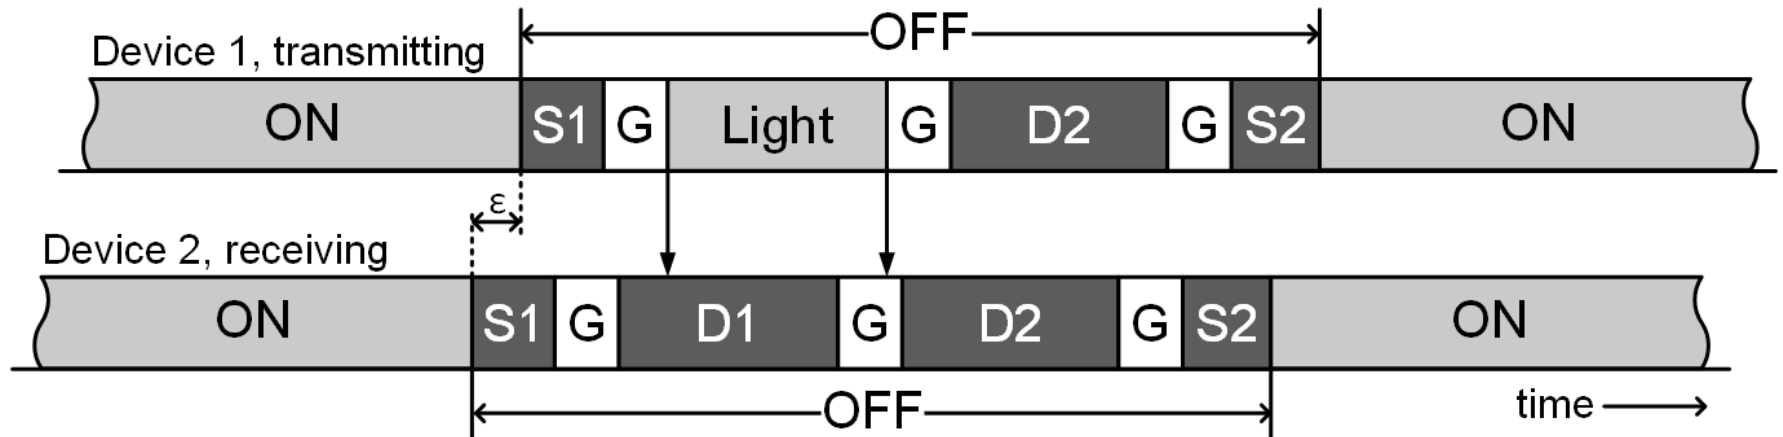 OFF
Device 1, transmitting
ON S1 G Light G D2 G S2 ON
ε
Device 2, receiving
ON S1 G D1 G D2 G S2 ON
OFF
time